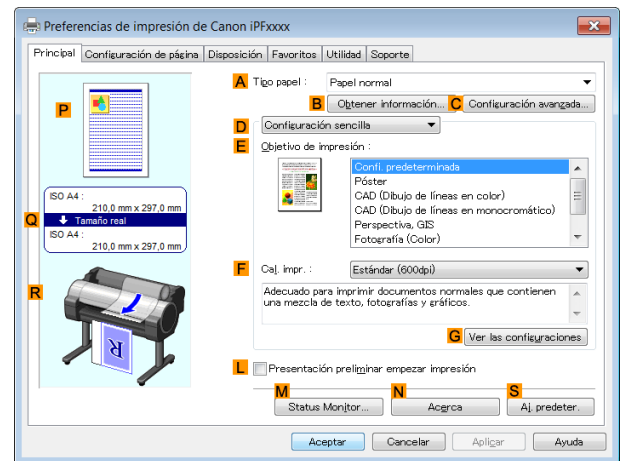 Preferencias de impresión de Canon iPFxxxx
Principal Configuración de página Disposición Favoritos Utilidad Soporte
A Tipo papel : Papel normal
B Obtener información... C Configuración avanzada...
P
D Configuración sencilla
E Objetivo de impresión :
Confi. predeterminada
Póster
CAD (Dibujo de líneas en color)
CAD (Dibujo de líneas en monocromático)
Perspectiva, GIS
Fotografía (Color)
ISO A4 :
210,0 mm x 297,0 mm
Q Tamaño real
ISO A4 :
210,0 mm x 297,0 mm
F Cal. impr. : Estándar (600dpi)
Adecuado para imprimir documentos normales que contienen
una mezcla de texto, fotografías y gráficos.
R
R
G Ver las configuraciones
L Presentación preliminar empezar impresión
M N S
Status Monitor... Acerca Aj. predeter.
Aceptar Cancelar Aplicar Ayuda